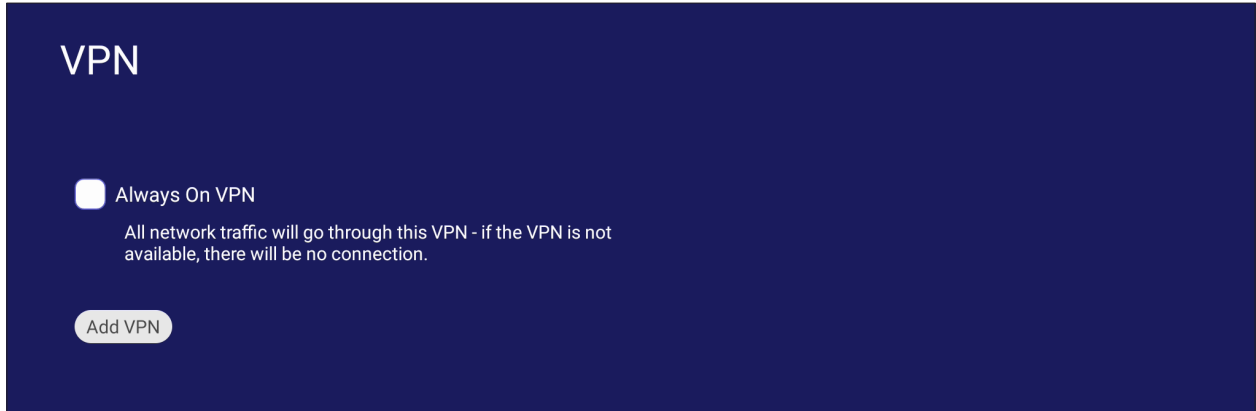 VPN
Always On VPN
All network traffic will go through this VPN - if the VPN is not
available, there will be no connection.
Add VPN